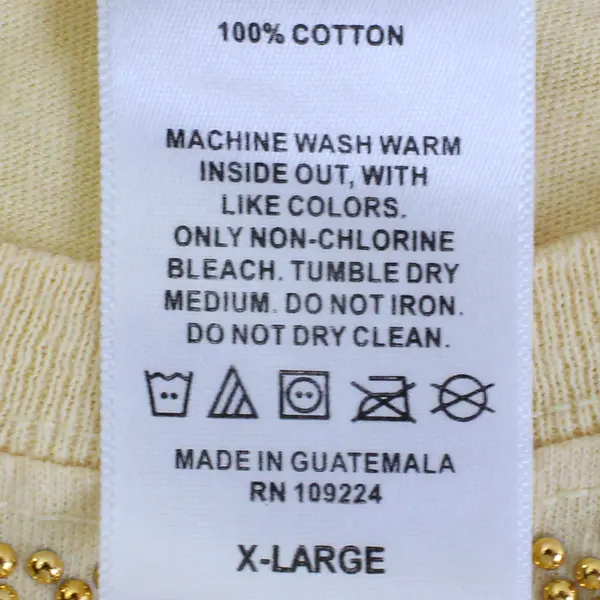 100% COTTON
MACHINE WASH WARM
INSIDE OUT, WITH
LIKE COLORS.
ONLY NON-CHLORINE
BLEACH. TUMBLE DRY
MEDIUM. DO NOT IRON.
DO NOT DRY CLEAN.
MADE IN GUATEMALA
RN 109224
X-LARGE